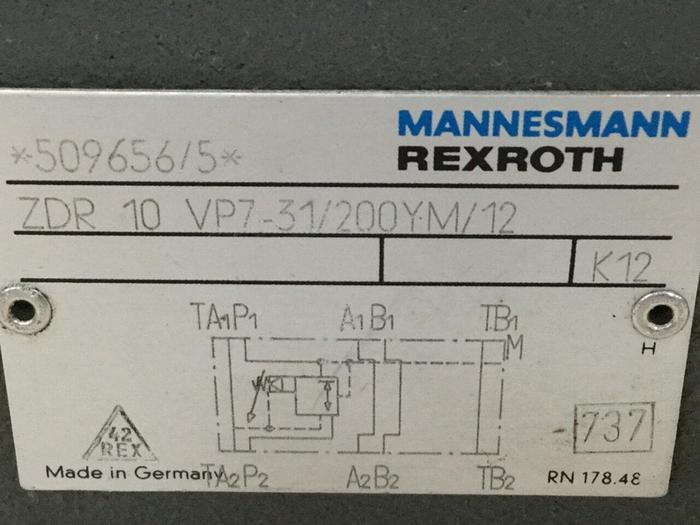 MANNESMANN
REXROTH
*509656/5*
ZDR 10 VP7-31/200Y·M/12
K12
TA1P1 A1B1 TB1
M
H
42
REX
737
Made in Germany
TA2P2 A2B2 TB2
RN 178.48